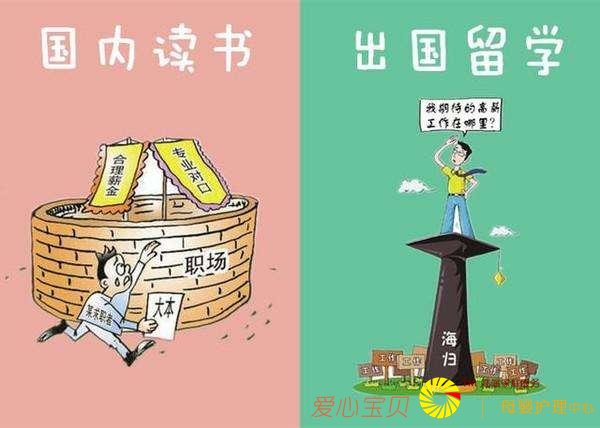 国内读书
合理薪金
专业对口
职场
某求职者
大本
出国留学
我期待的高薪
工作在哪里?
海归
工作
工作
工作
工作
工作
爱心宝贝
母婴护理中心